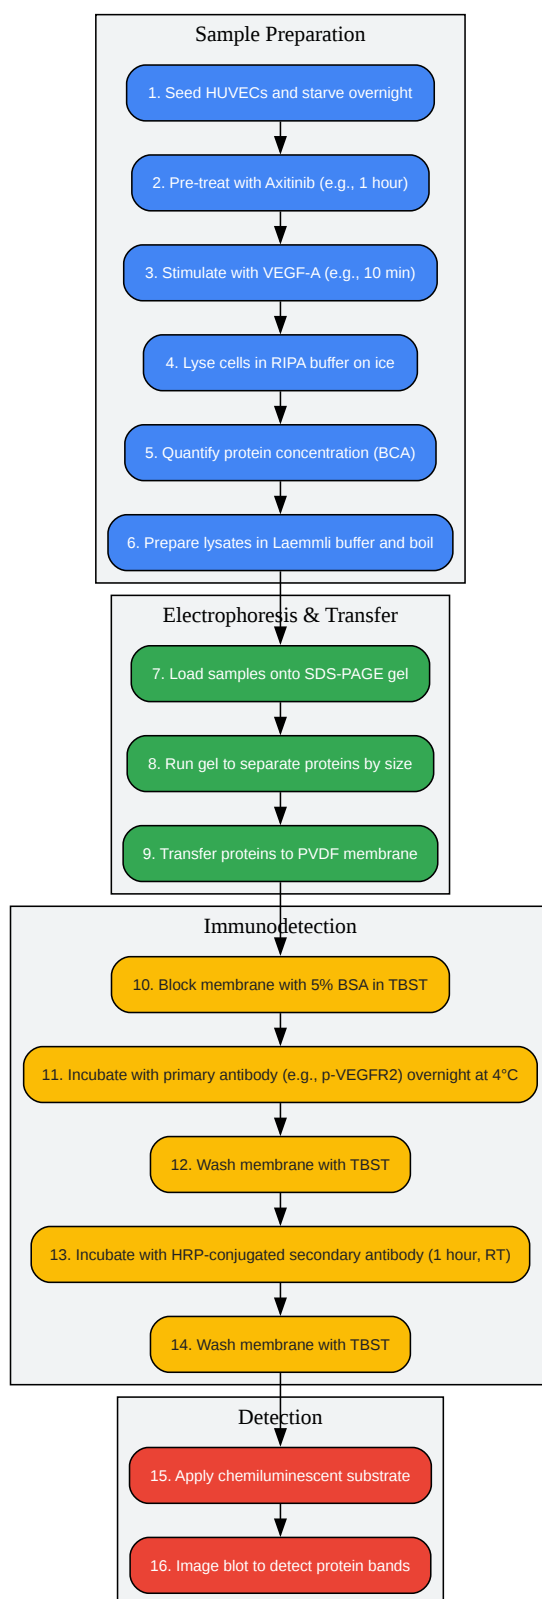 Sample Preparation
1. Seed HUVECs and starve overnight
2. Pre-treat with Axitinib (e.g., 1 hour)
3. Stimulate with VEGF-A (e.g., 10 min)
4. Lyse cells in RIPA buffer on ice
5. Quantify protein concentration (BCA)
6. Prepare lysates in Laemmli buffer and boil
Electrophoresis & Transfer
7. Load samples onto SDS-PAGE gel
8. Run gel to separate proteins by size
9. Transfer proteins to PVDF membrane
Immunodetection
10. Block membrane with 5% BSA in TBST
11. Incubate with primary antibody (e.g., p-VEGFR2) overnight at 4°C
12. Wash membrane with TBST
13. Incubate with HRP-conjugated secondary antibody (1 hour, RT)
14. Wash membrane with TBST
Detection
15. Apply chemiluminescent substrate
16. Image blot to detect protein bands